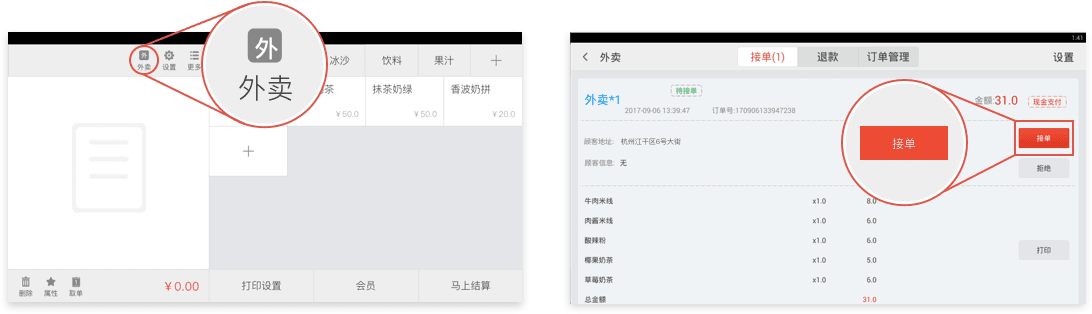 外卖
设置
更多
外
外卖
冰沙
饮料
果汁
茶
抹茶奶绿
香波奶拼
¥50.0
¥50.0
¥20.0
删除
属性
取单
¥0.00
打印设置
会员
马上结算
1:41
外卖
接单(1)
退款
订单管理
设置
外卖*1
待接单
金额:31.0
现金支付
2017-09-06 13:39:47
订单号:170906133947238
顾客地址: 杭州江干区6号大街
接单
接单
顾客信息: 无
拒绝
牛肉米线 x1.0 8.0
肉酱米线 x1.0 6.0
酸辣粉 x1.0 6.0
打印
椰果奶茶 x1.0 5.0
草莓奶茶 x1.0 6.0
总金额 31.0